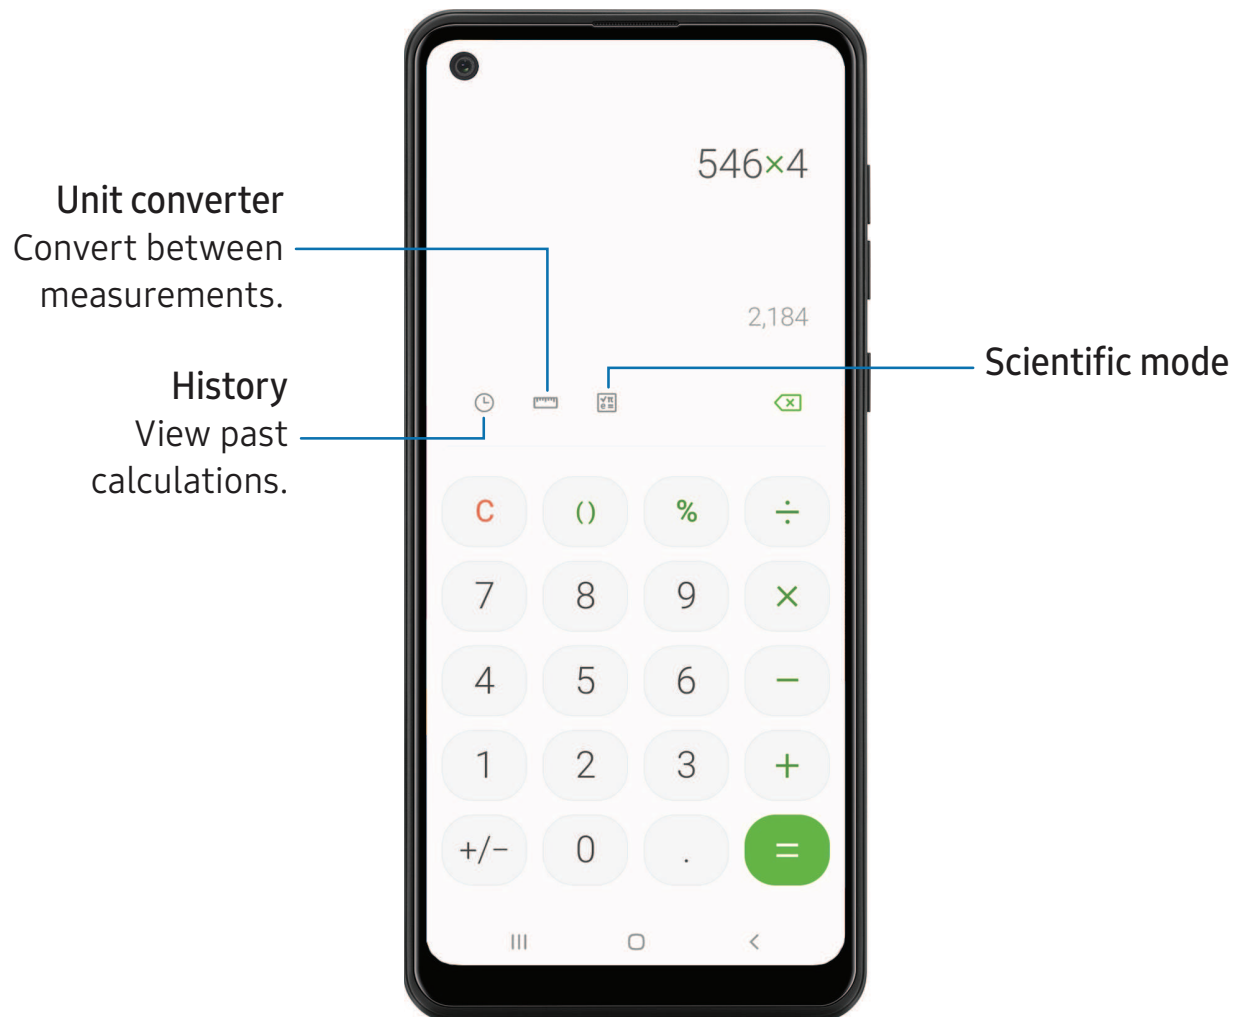 546×4
Unit converter
Convert between
measurements.
2,184
Scientific mode
History
View past
calculations.
√π
e=
C () % ÷
7 8 9 ×
4 5 6 −
1 2 3 +
+/− 0 . =